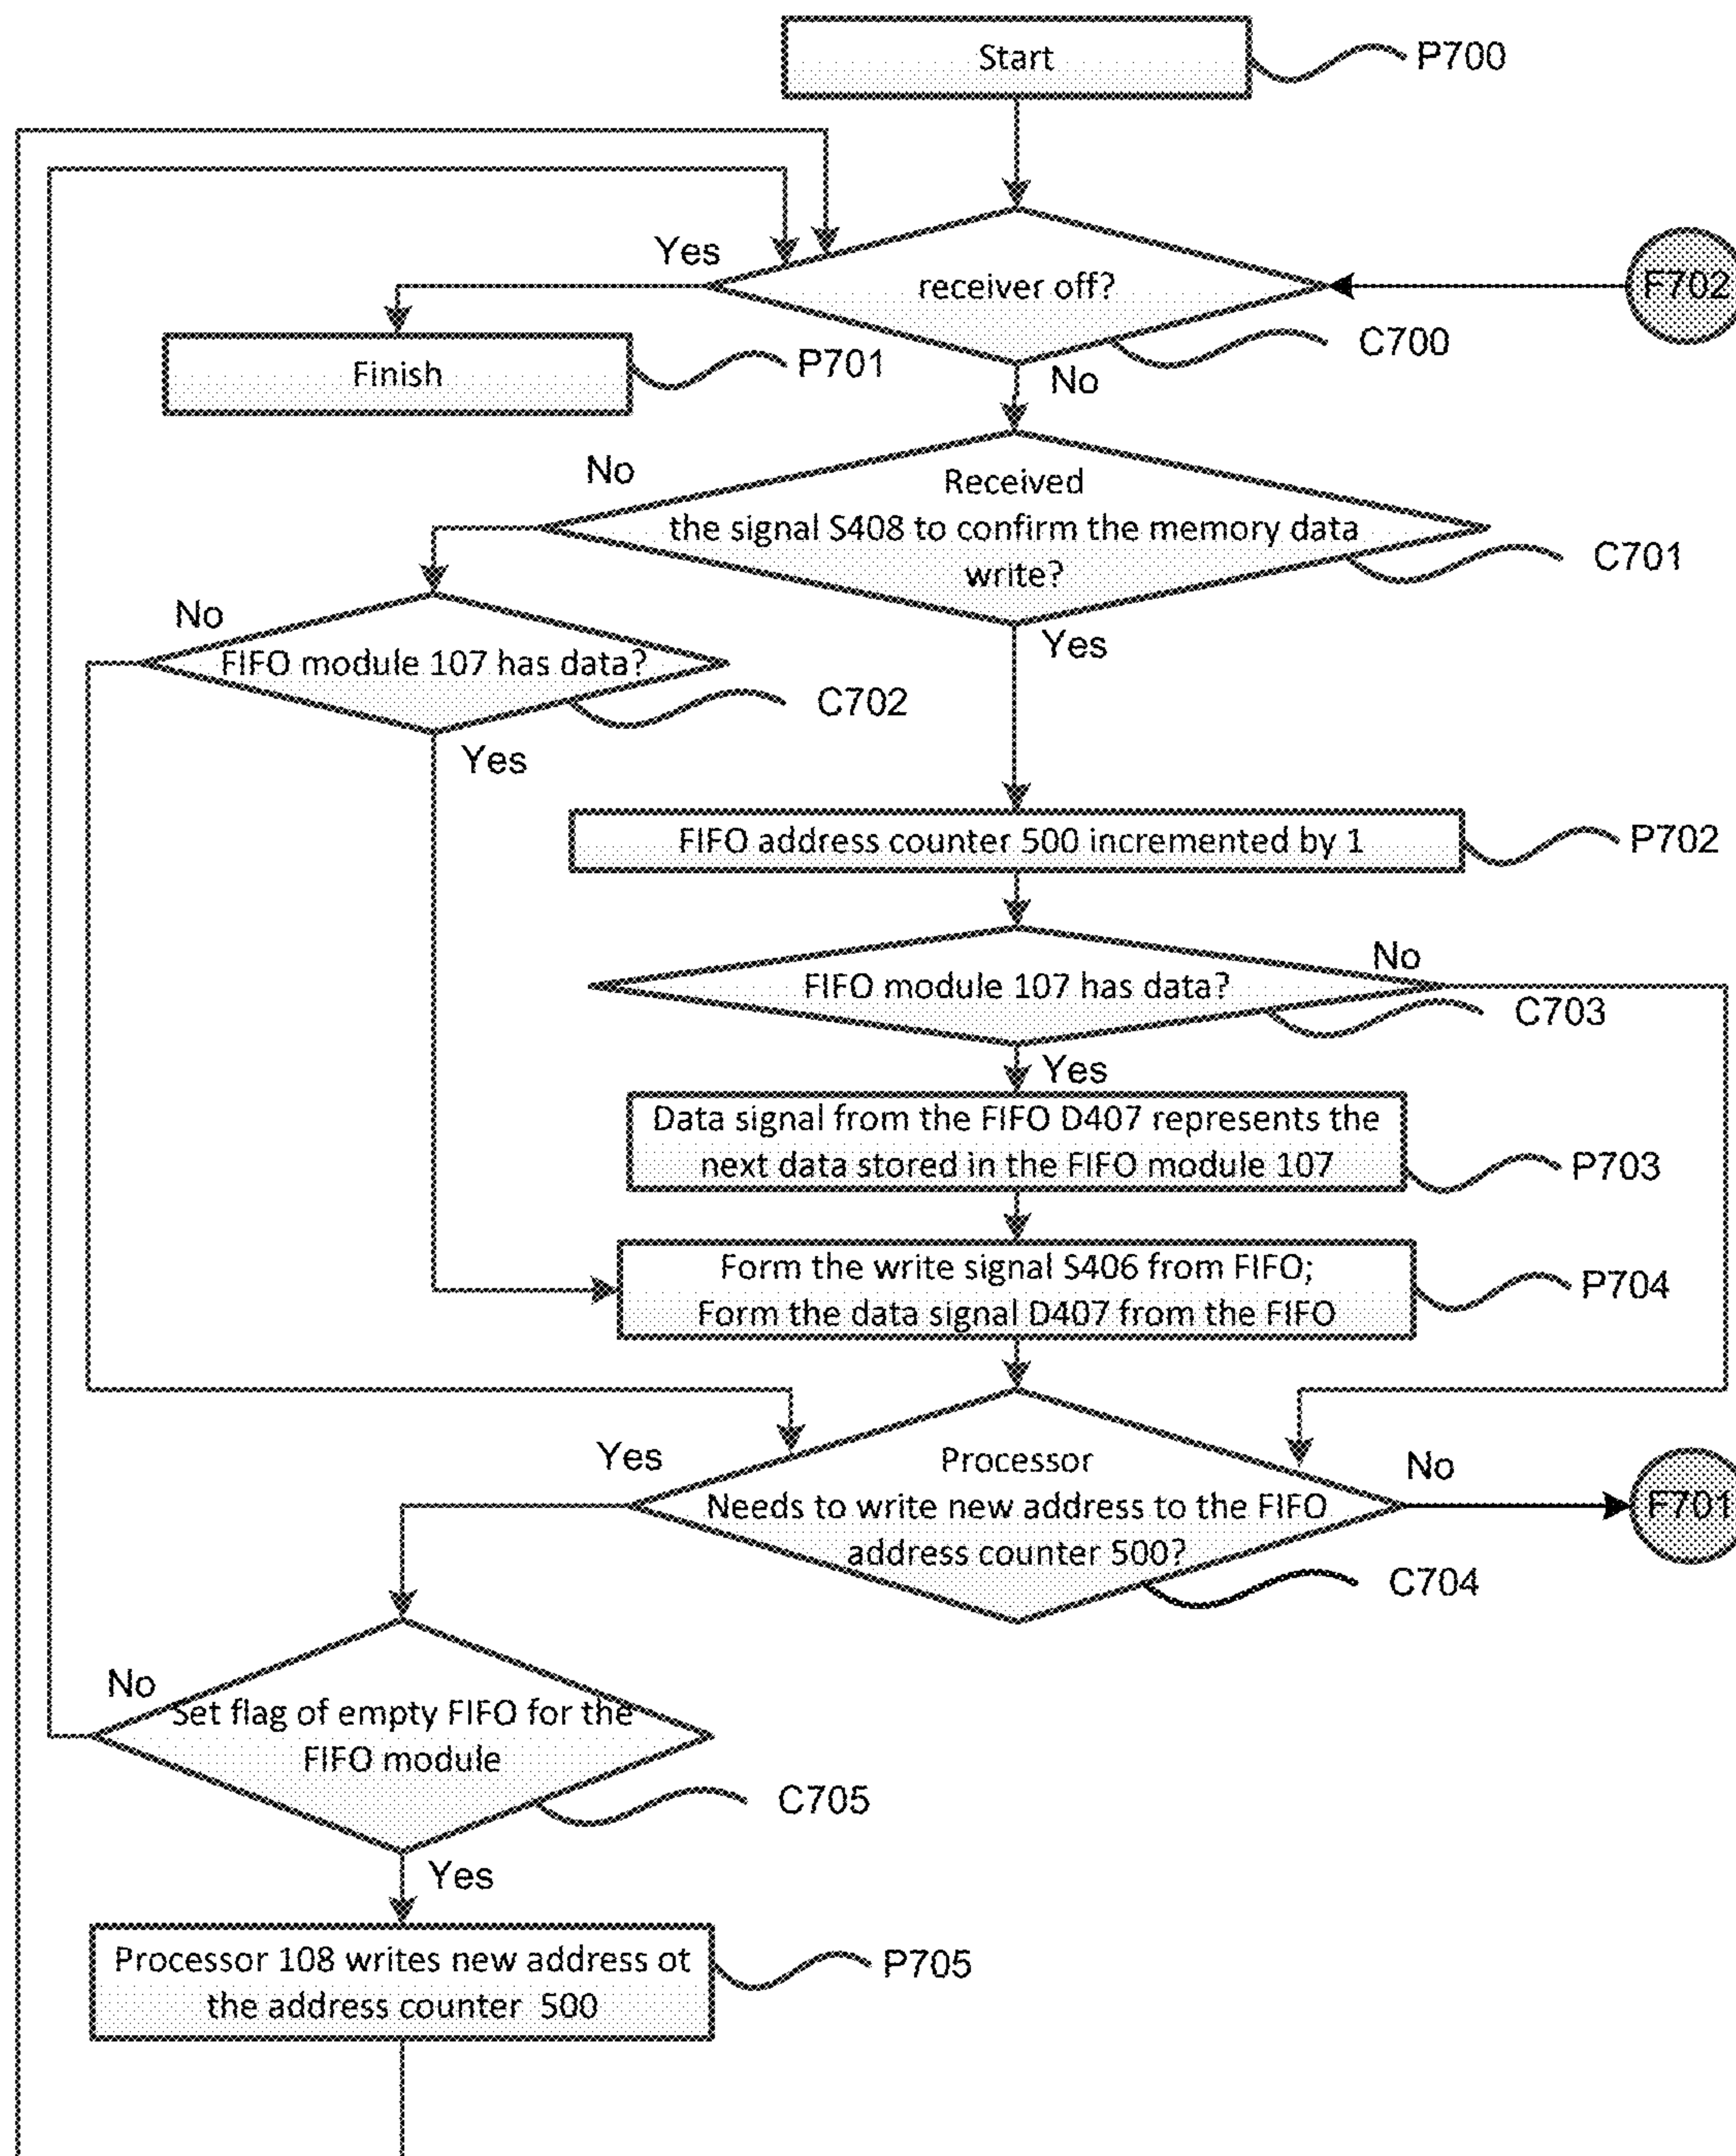 Start
P700
Yes
receiver off?
F702
C700
Finish
P701
No
No
Received
the signal S408 to confirm the memory data
write?
C701
Yes
No
FIFO module 107 has data?
C702
Yes
FIFO address counter 500 incremented by 1
P702
No
FIFO module 107 has data?
C703
Yes
Data signal from the FIFO D407 represents the
next data stored in the FIFO module 107
P703
Form the write signal S406 from FIFO;
Form the data signal D407 from the FIFO
P704
Yes
Processor
Needs to write new address to the FIFO
address counter 500?
No
F701
C704
No
Set flag of empty FIFO for the
FIFO module
C705
Yes
Processor 108 writes new address ot
the address counter 500
P705